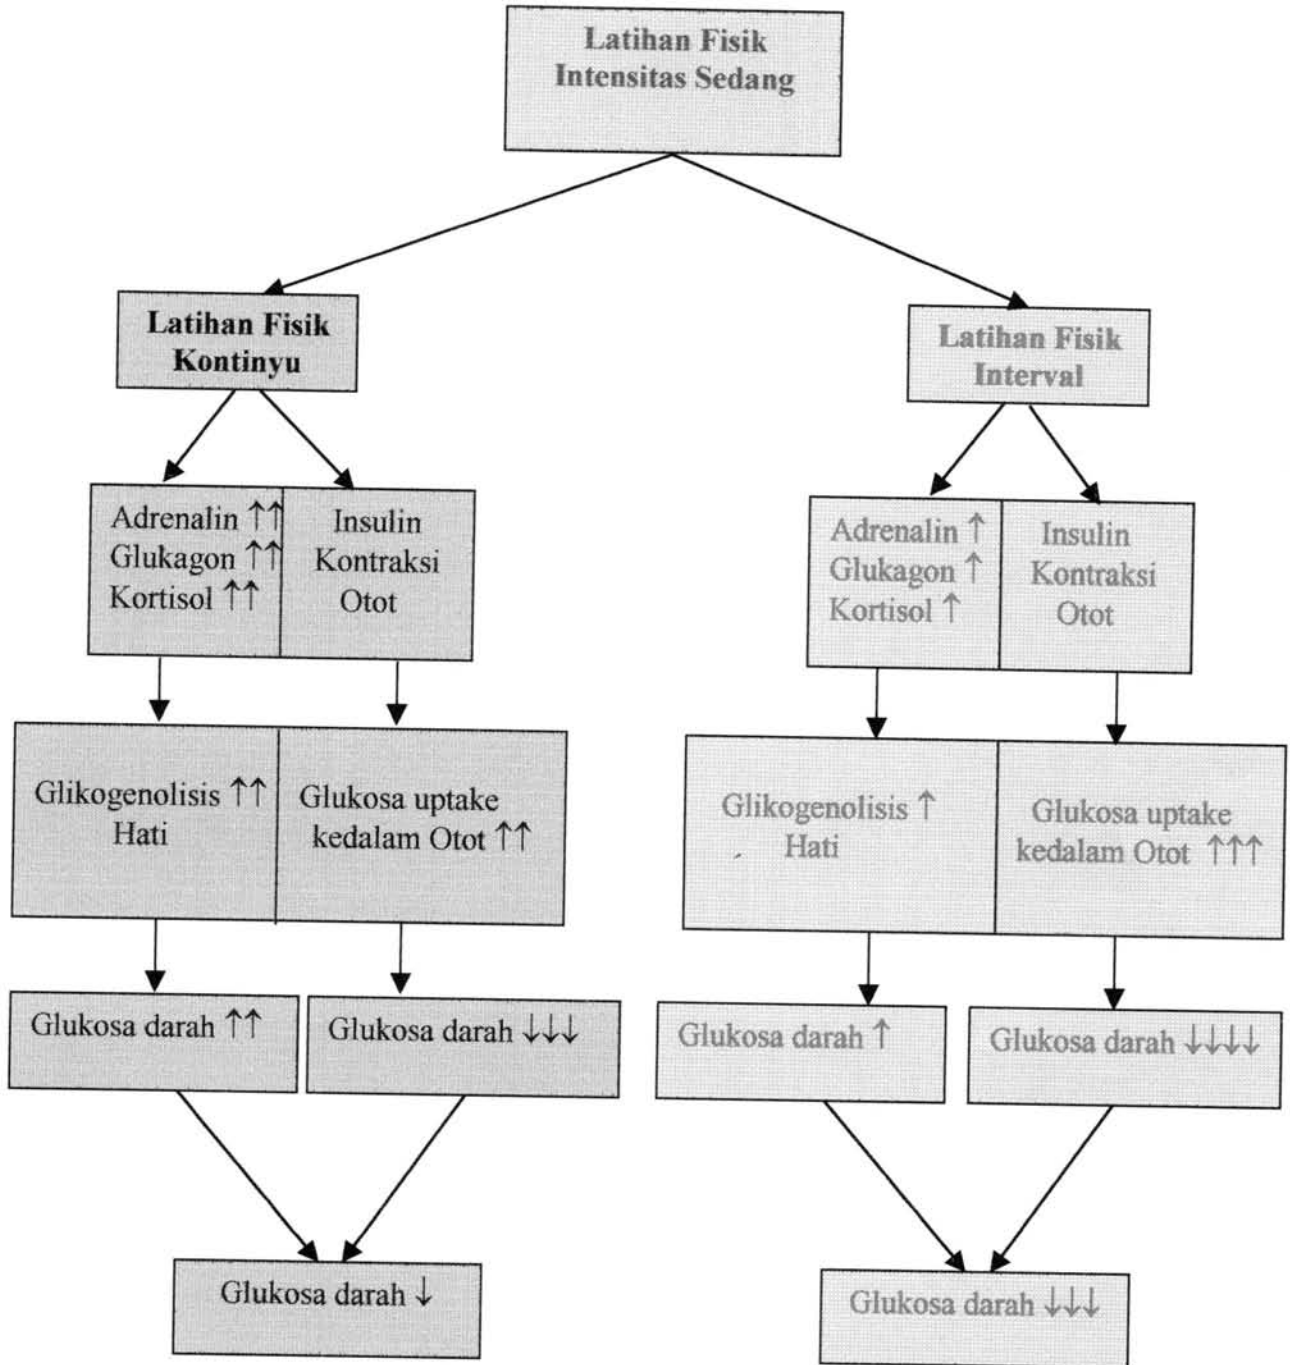 Latihan Fisik
Intensitas Sedang
Latihan Fisik
Kontinyu
Latihan Fisik
Interval
Adrenalin ↑↑
Glukagon ↑↑
Kortisol ↑↑
Insulin
Kontraksi
Otot
Adrenalin ↑
Glukagon ↑
Kortisol ↑
Insulin
Kontraksi
Otot
Glikogenolisis ↑↑
Hati
Glukosa uptake
kedalam Otot ↑↑
Glikogenolisis ↑
Hati
Glukosa uptake
kedalam Otot ↑↑↑
Glukosa darah ↑↑
Glukosa darah ↓↓↓
Glukosa darah ↑
Glukosa darah ↓↓↓↓
Glukosa darah ↓
Glukosa darah ↓↓↓